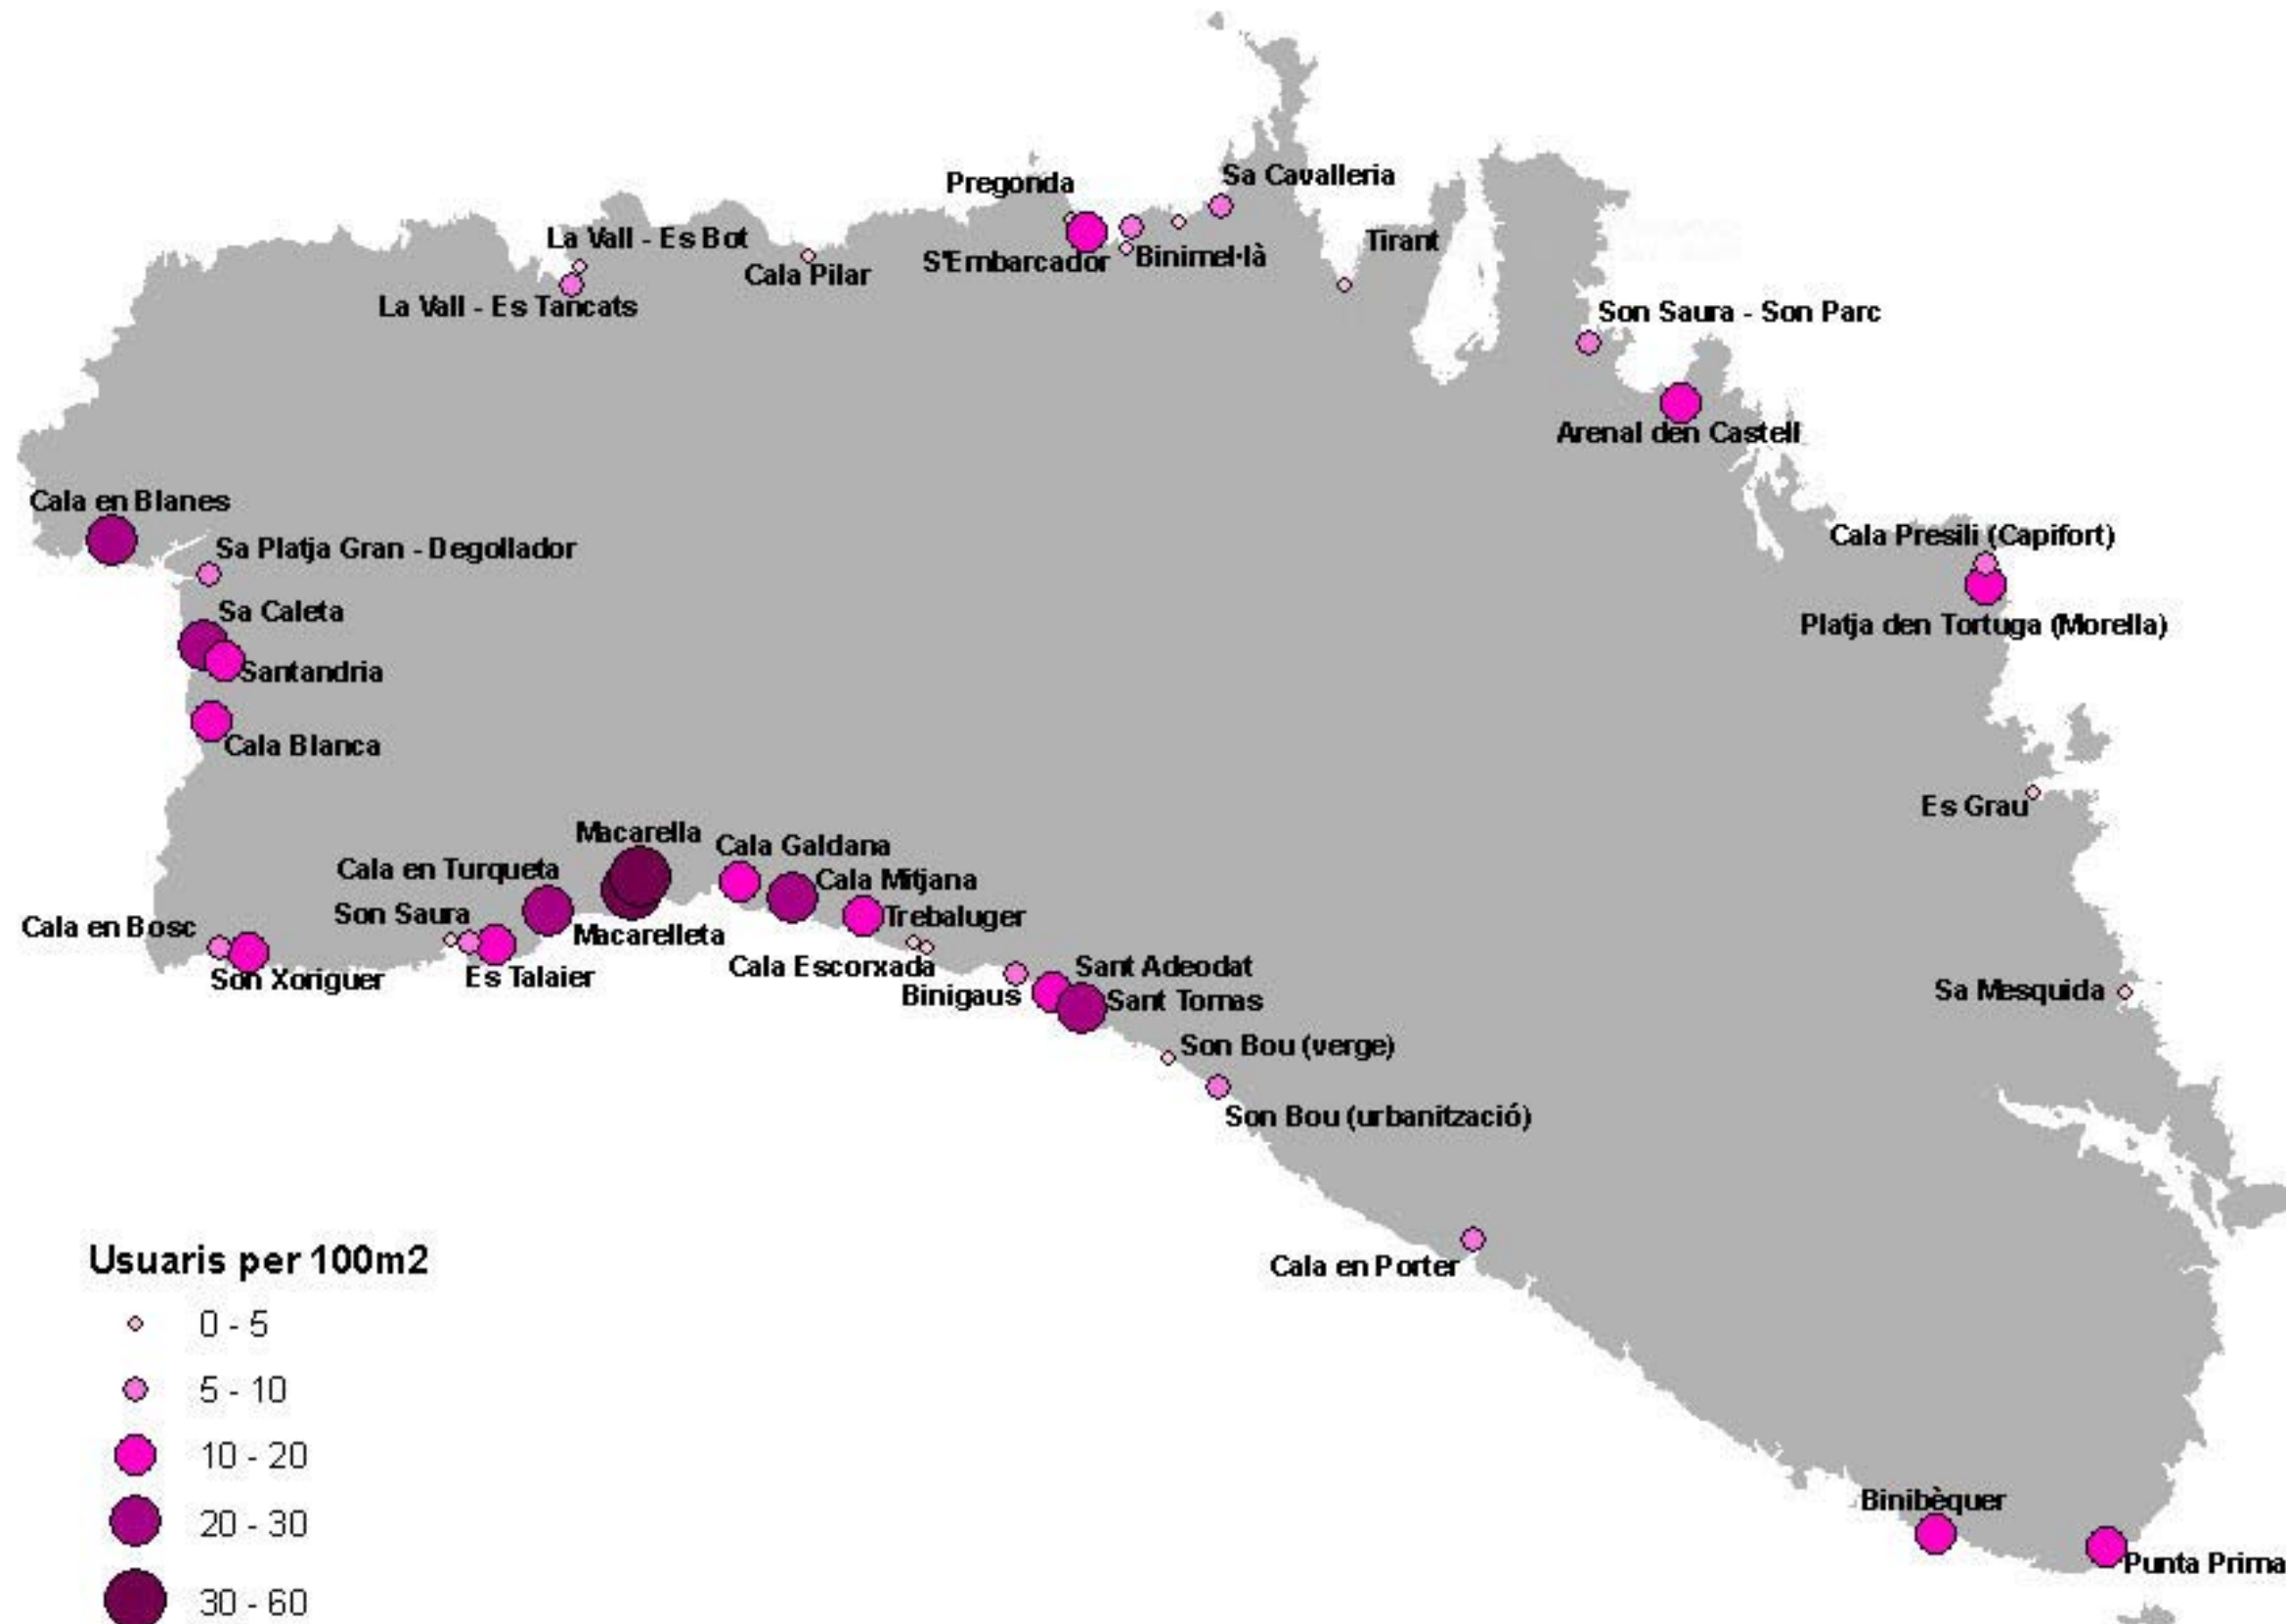 Sa Cavalleria
Pregonda
La Vall - Es Bot
Tirant
S'Embarcador
Binimel·là
Cala Pilar
La Vall - Es Tancats
Son Saura - Son Parc
Arenal den Castell
Cala en Blanes
Cala Presili (Capifort)
Sa Platja Gran - Degollador
Sa Caleta
Platja den Tortuga (Morella)
Santandria
Cala Blanca
Es Grau
Macarella
Cala Galdana
Cala en Turqueta
Cala Mitjana
Son Saura
Trebaluger
Cala en Bosc
Macarelleta
Cala Escorxada
Sant Adeodat
Son Xoriguer
Es Talaier
Sa Mesquida
Binigaus
Sant Tomas
Son Bou (verge)
Son Bou (urbanització)
Cala en Porter
Usuaris per 100m2
0 - 5
5 - 10
10 - 20
20 - 30
30 - 60
Binibèquer
Punta Prima